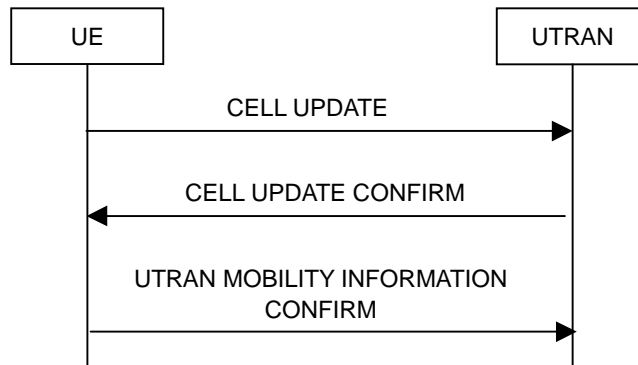 UE
UTRAN
CELL UPDATE
CELL UPDATE CONFIRM
UTRAN MOBILITY INFORMATION
CONFIRM